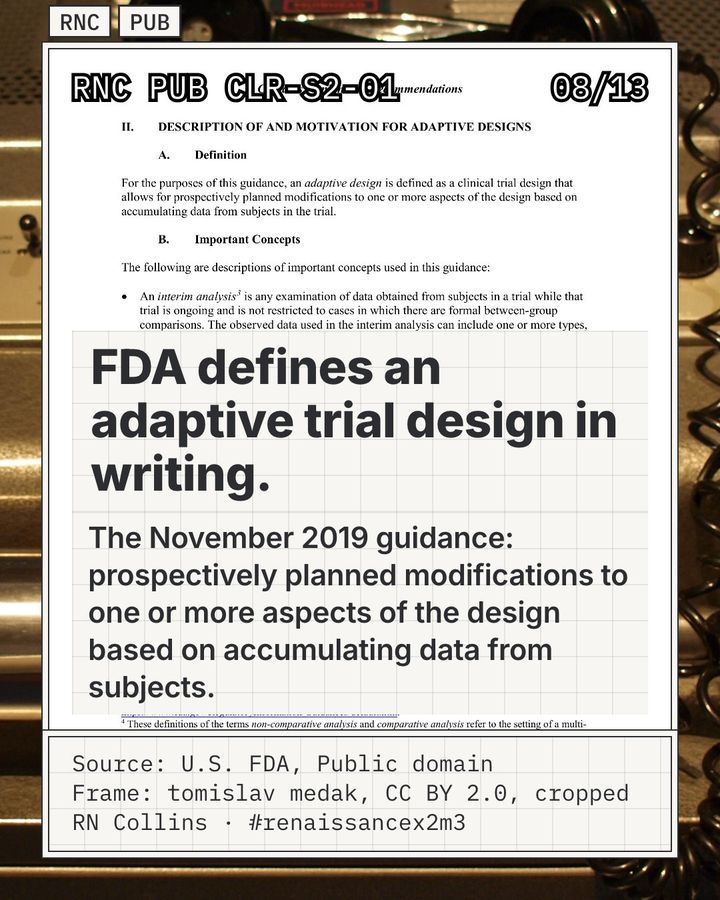 RNC PUB
RNC PUB CLR-S2-01 08/13
II. DESCRIPTION OF AND MOTIVATION FOR ADAPTIVE DESIGNS
A. Definition
For the purposes of this guidance, an adaptive design is defined as a clinical trial design that
allows for prospectively planned modifications to one or more aspects of the design based on
accumulating data from subjects in the trial.
B. Important Concepts
The following are descriptions of important concepts used in this guidance:
• An interim analysis³ is any examination of data obtained from subjects in a trial while that
trial is ongoing and is not restricted to cases in which there are formal between-group
comparisons. The observed data used in the interim analysis can include one or more types,
FDA defines an
adaptive trial design in
writing.
The November 2019 guidance:
prospectively planned modifications to
one or more aspects of the design
based on accumulating data from
subjects.
⁴ These definitions of the terms non-comparative analysis and comparative analysis refer to the setting of a multi-
Source: U.S. FDA, Public domain
Frame: tomislav medak, CC BY 2.0, cropped
RN Collins · #renaissancex2m3